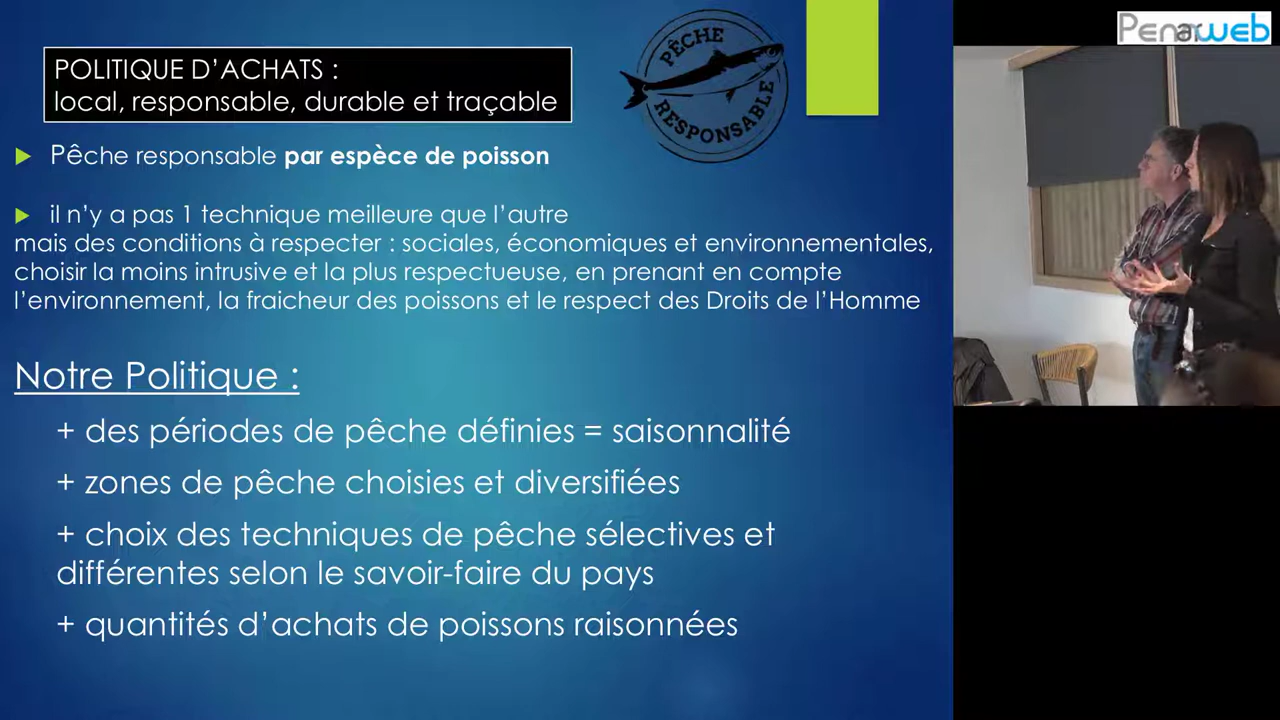 POLITIQUE D'ACHATS :
local, responsable, durable et traçable
PÊCHE
RESPONSABLE
Pêche responsable par espèce de poisson
il n'y a pas 1 technique meilleure que l'autre
mais des conditions à respecter : sociales, économiques et environnementales,
choisir la moins intrusive et la plus respectueuse, en prenant en compte
l'environnement, la fraicheur des poissons et le respect des Droits de l'Homme
Notre Politique :
+ des périodes de pêche définies = saisonnalité
+ zones de pêche choisies et diversifiées
+ choix des techniques de pêche sélectives et
différentes selon le savoir-faire du pays
+ quantités d'achats de poissons raisonnées
Penarweb